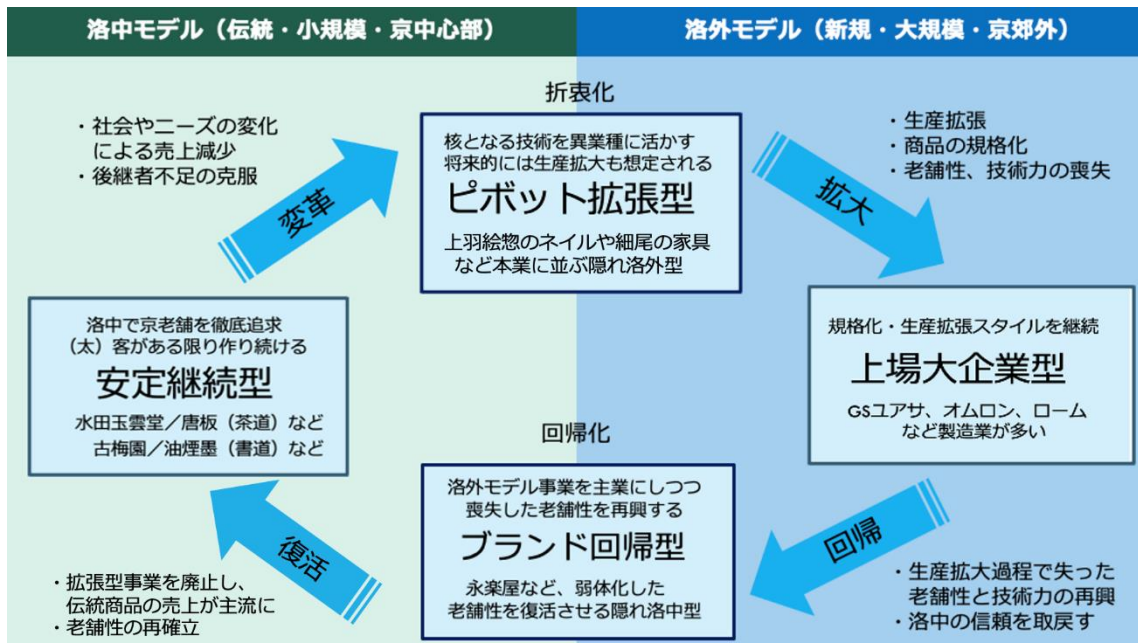 洛中モデル（伝統・小規模・京中心部）
洛外モデル（新規・大規模・京郊外）
折衷化
・社会やニーズの変化
による売上減少
・後継者不足の克服
変革
核となる技術を異業種に活かす
将来的には生産拡大も想定される
ピボット拡張型
上羽絵惣のネイルや細尾の家具
など本業に並ぶ隠れ洛外型
・生産拡張
・商品の規格化
・老舗性、技術力の喪失
拡大
洛中で京老舗を徹底追求
（太）客がある限り作り続ける
安定継続型
水田玉雲堂／唐板（茶道）など
古梅園／油煙墨（書道）など
規格化・生産拡張スタイルを継続
上場大企業型
GSユアサ、オムロン、ローム
など製造業が多い
回帰化
洛外モデル事業を主業にしつつ
喪失した老舗性を再興する
ブランド回帰型
永楽屋など、弱体化した
老舗性を復活させる隠れ洛中型
復活
・拡張型事業を廃止し、
伝統商品の売上が主流に
・老舗性の再確立
回帰
・生産拡大過程で失った
老舗性と技術力の再興
・洛中の信頼を取戻す